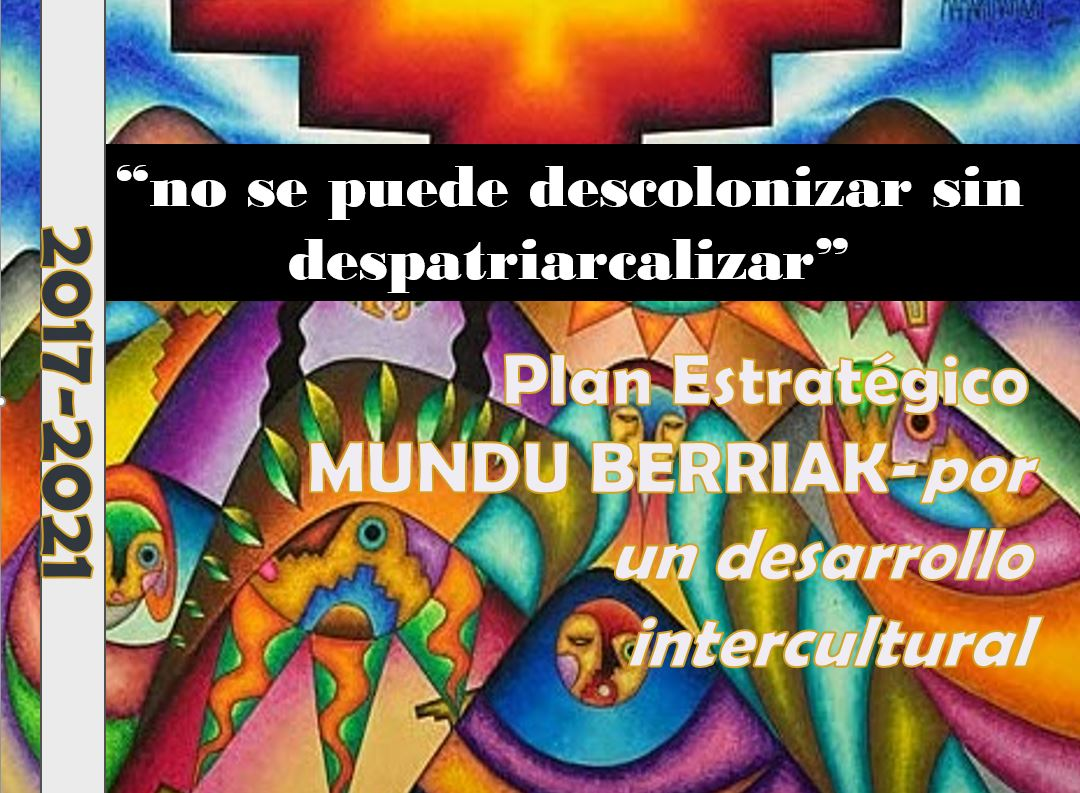 “no se puede descolonizar sin
despatriarcalizar”
2017-2021
Plan Estratégico
MUNDU BERRIAK-por
un desarrollo
intercultural